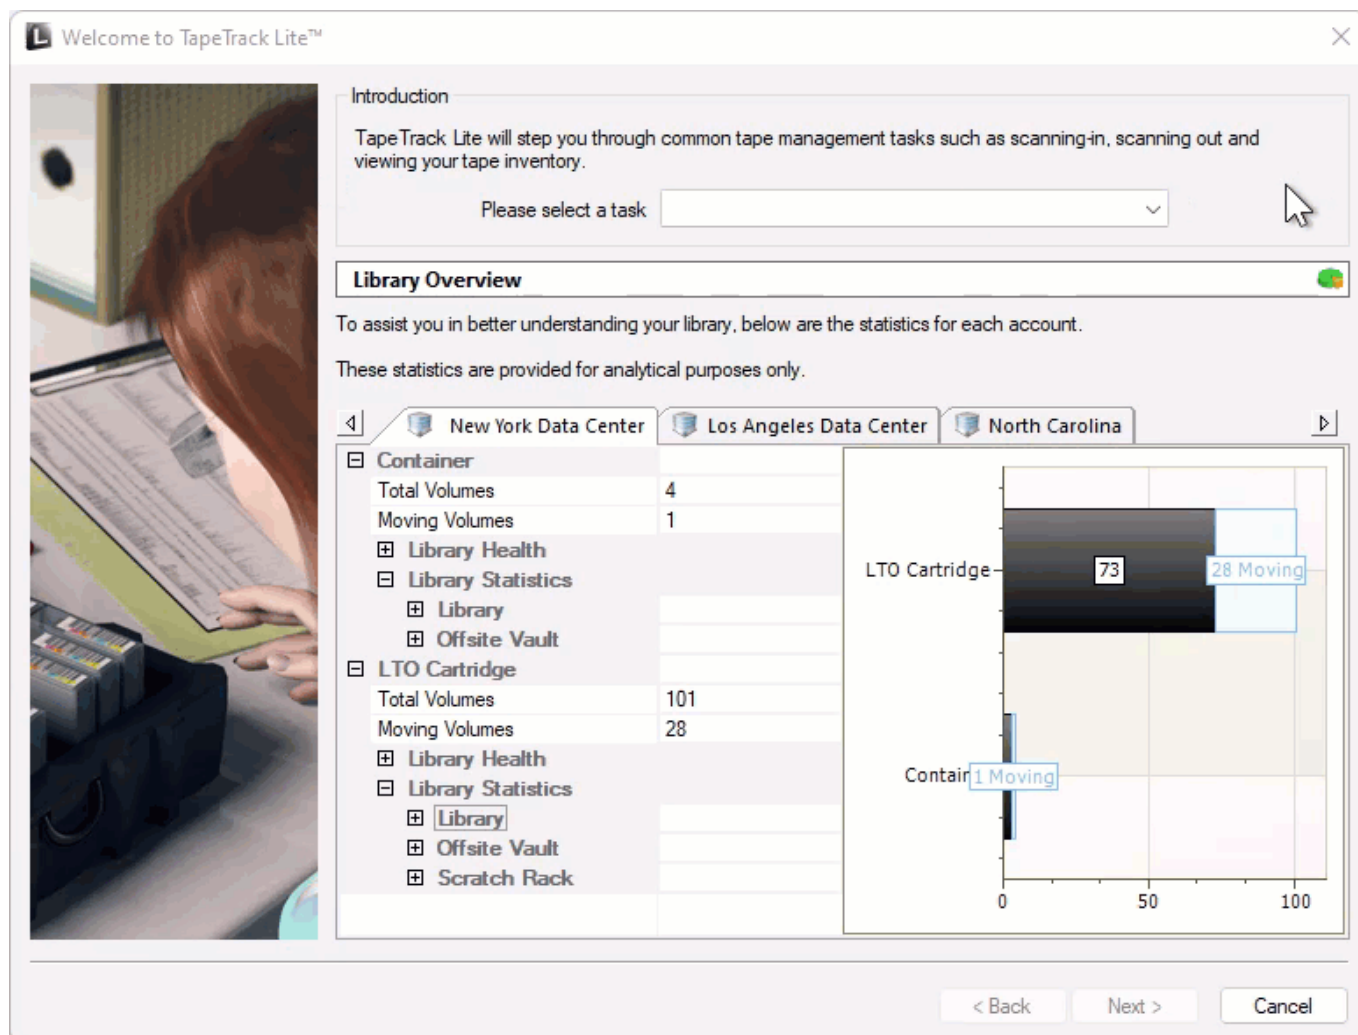 Welcome to TapeTrack Lite™
Introduction
TapeTrack Lite will step you through common tape management tasks such as scanning-in, scanning out and
viewing your tape inventory.
Please select a task
Library Overview
To assist you in better understanding your library, below are the statistics for each account.
These statistics are provided for analytical purposes only.
New York Data Center
Los Angeles Data Center
North Carolina
Container
Total Volumes 4
Moving Volumes 1
Library Health
Library Statistics
Library
Offsite Vault
LTO Cartridge
Total Volumes 101
Moving Volumes 28
Library Health
Library Statistics
Library
Offsite Vault
Scratch Rack
LTO Cartridge
73
28 Moving
Contair
1 Moving
0 50 100
< Back
Next >
Cancel